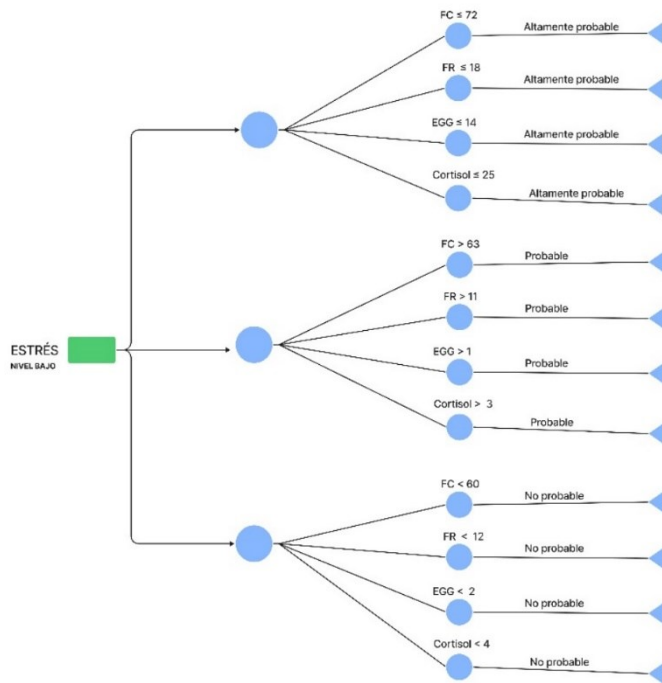 FC ≤ 72
Altamente probable
FR ≤ 18
Altamente probable
EGG ≤ 14
Altamente probable
Cortisol ≤ 25
Altamente probable
FC > 63
Probable
FR > 11
Probable
EGG > 1
Probable
Cortisol > 3
Probable
ESTRÉS
NIVEL BAJO
FC < 60
No probable
FR < 12
No probable
EGG < 2
No probable
Cortisol < 4
No probable